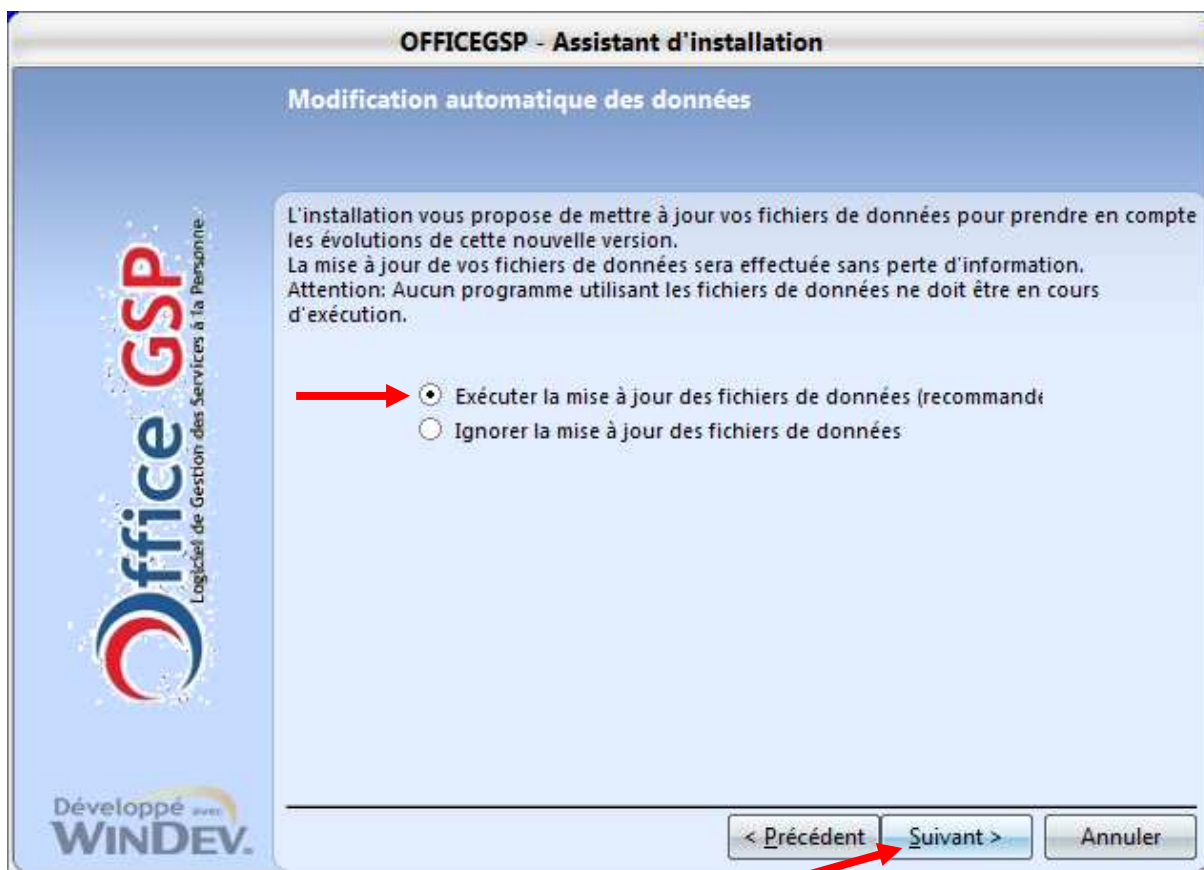 OFFICEGSP - Assistant d'installation
Modification automatique des données
L'installation vous propose de mettre à jour vos fichiers de données pour prendre en compte
les évolutions de cette nouvelle version.
La mise à jour de vos fichiers de données sera effectuée sans perte d'information.
Attention: Aucun programme utilisant les fichiers de données ne doit être en cours
d'exécution.
Exécuter la mise à jour des fichiers de données (recommandé
Ignorer la mise à jour des fichiers de données
Office GSP
Logiciel de Gestion des Services à la Personne
Développé avec
WINDEV.
< Précédent
Suivant >
Annuler